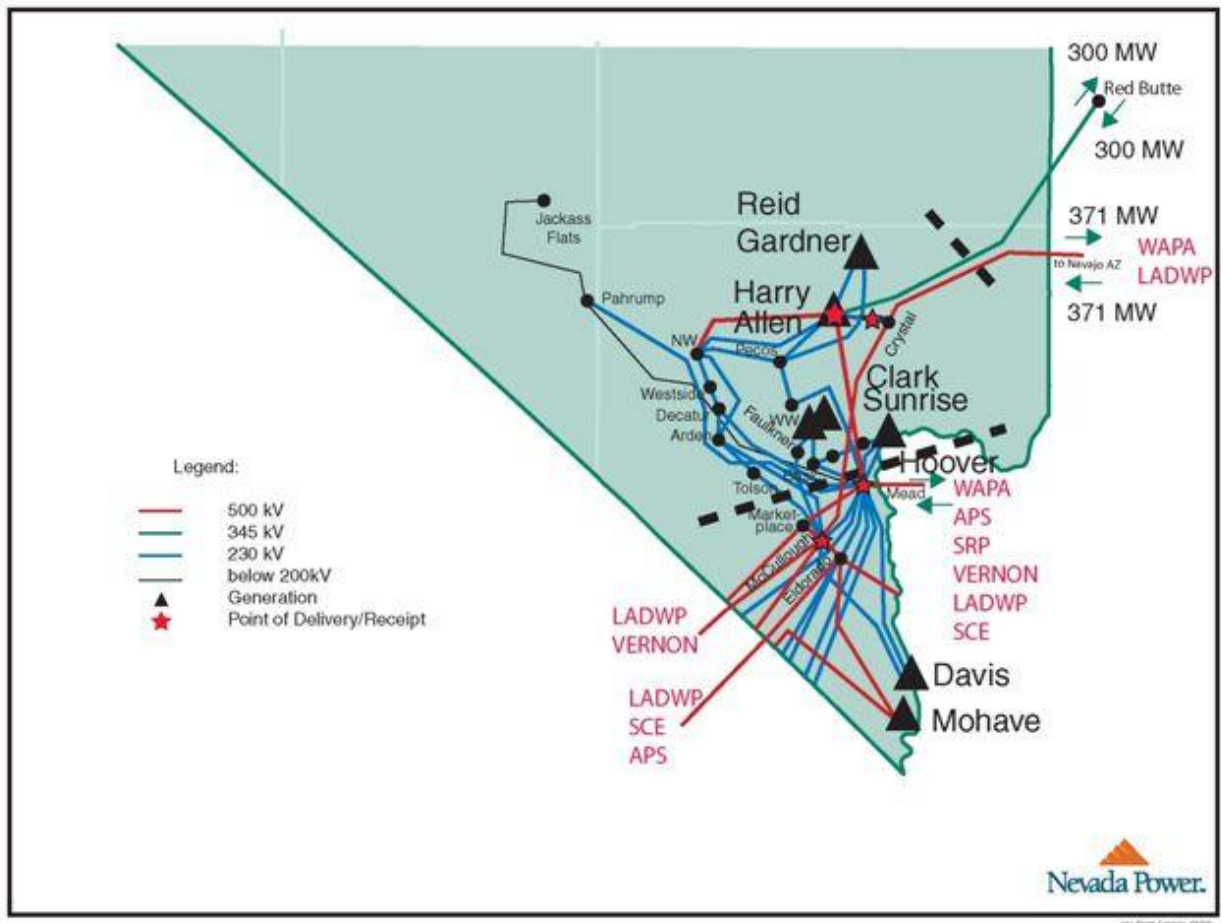 300 MW
Red Butte
300 MW
371 MW
WAPA
to Navajo AZ
LADWP
371 MW
Jackass
Flats
Reid
Gardner
Harry
Allen
Pahrump
NW
Pecos
Crystal
Clark
Sunrise
Westside
Decatur
Arden
WW
Faulkner
Hoover
Tolson
Mead
Market-
place
McCullough
Eldorado
WAPA
APS
SRP
VERNON
LADWP
SCE
LADWP
VERNON
LADWP
SCE
APS
Davis
Mohave
Legend:
500 kV
345 kV
230 kV
below 200kV
Generation
Point of Delivery/Receipt
Nevada Power.